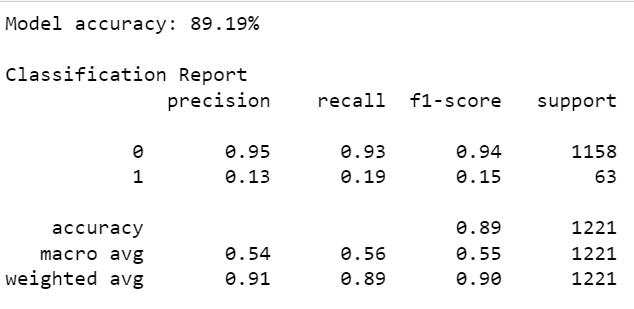 Model accuracy: 89.19%
Classification Report
precision recall f1-score support
0 0.95 0.93 0.94 1158
1 0.13 0.19 0.15 63
accuracy 0.89 1221
macro avg 0.54 0.56 0.55 1221
weighted avg 0.91 0.89 0.90 1221